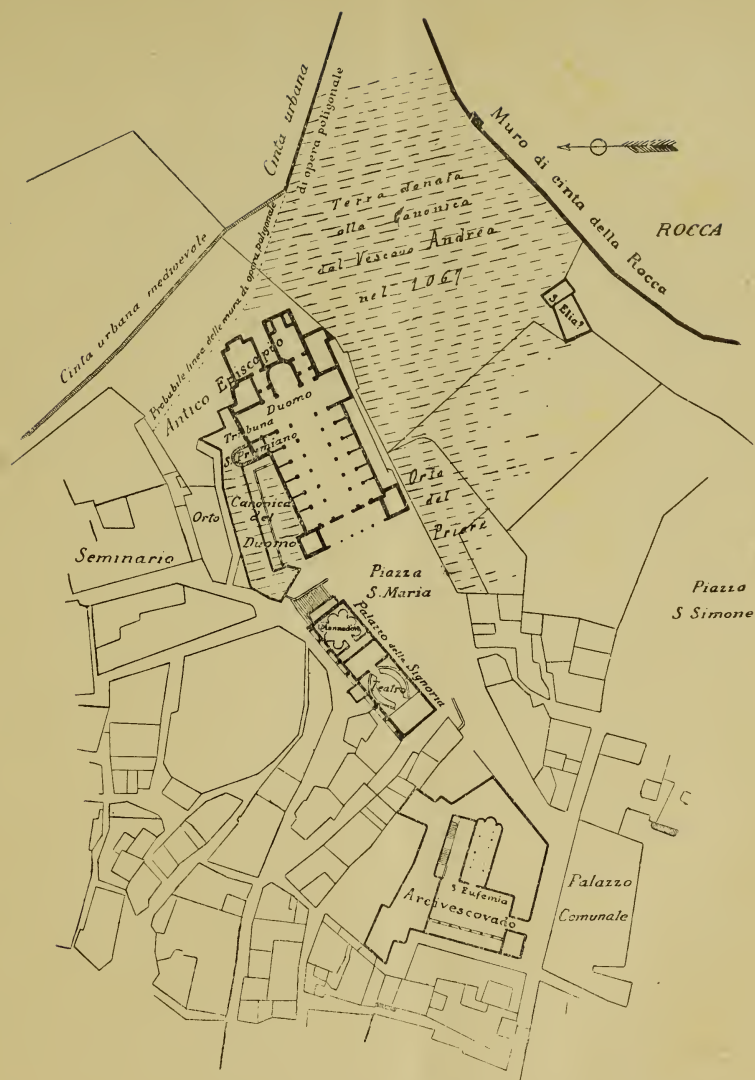 Cinta urbana
di opera poligonale
Muro di cinta della Rocca
Terra donata
alla Canonica
dal Vescovo Andrea
nel 1067
ROCCA
Cinta urbana medioevale
Probabile linea delle mura di opera poligonale
S. Elia?
Antico Episcopio
Duomo
Tribuna
S. Primiano
Orto
del
Priore
Canonica
del
Duomo
Orto
Seminario
Piazza
S. Maria
Piazza
S Simone
Palazzo della Signoria
Teatro
S Eufemia
Arcivescovado
Palazzo
Comunale